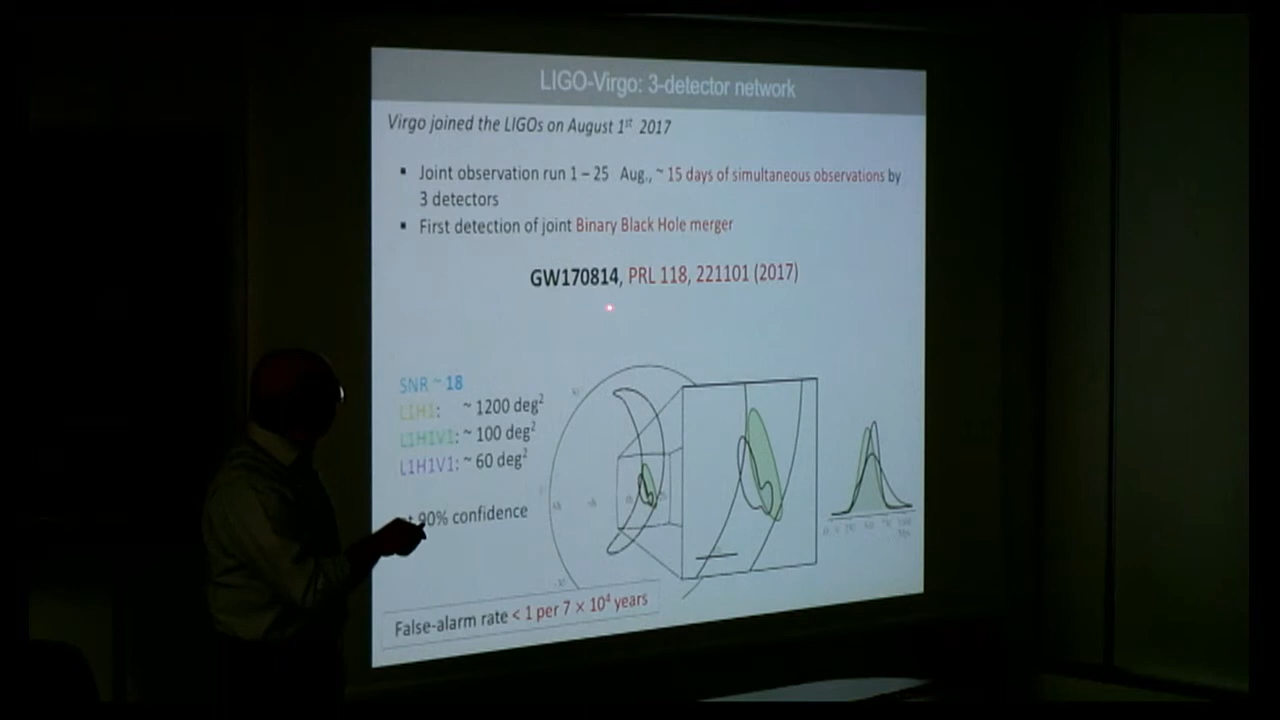 LIGO-Virgo: 3-detector network
Virgo joined the LIGOs on August 1st 2017
▪ Joint observation run 1 – 25 Aug., ~ 15 days of simultaneous observations by
3 detectors
▪ First detection of joint Binary Black Hole merger
GW170814, PRL 118, 221101 (2017)
SNR ~ 18
L1H1: ~ 1200 deg²
L1H1V1: ~ 100 deg²
L1H1V1: ~ 60 deg²
90% confidence
False-alarm rate < 1 per 7 × 10⁴ years